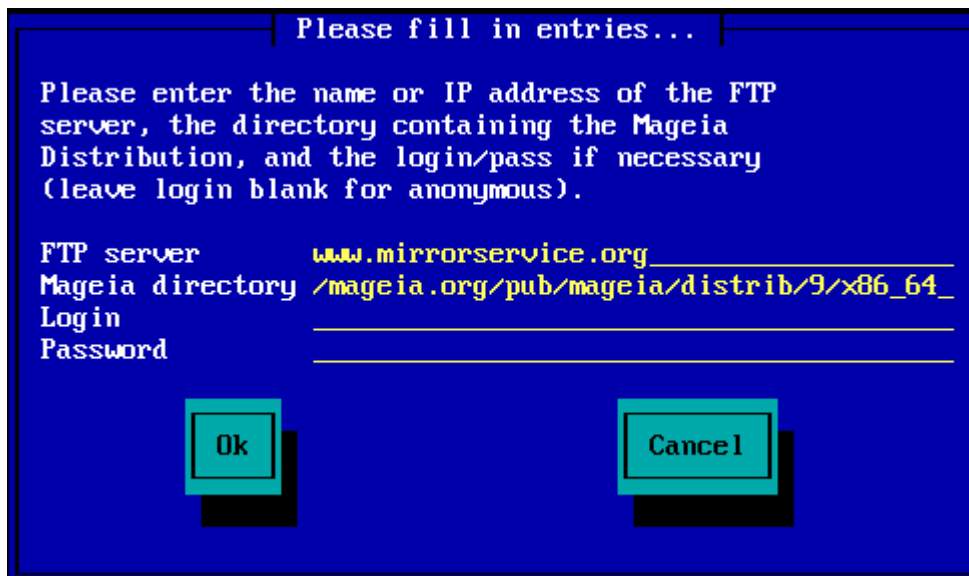 Please fill in entries...
Please enter the name or IP address of the FTP
server, the directory containing the Mageia
Distribution, and the login/pass if necessary
(leave login blank for anonymous).
FTP server www.mirrorservice.org
Mageia directory /mageia.org/pub/mageia/distrib/9/x86_64_
Login
Password
Ok Cancel